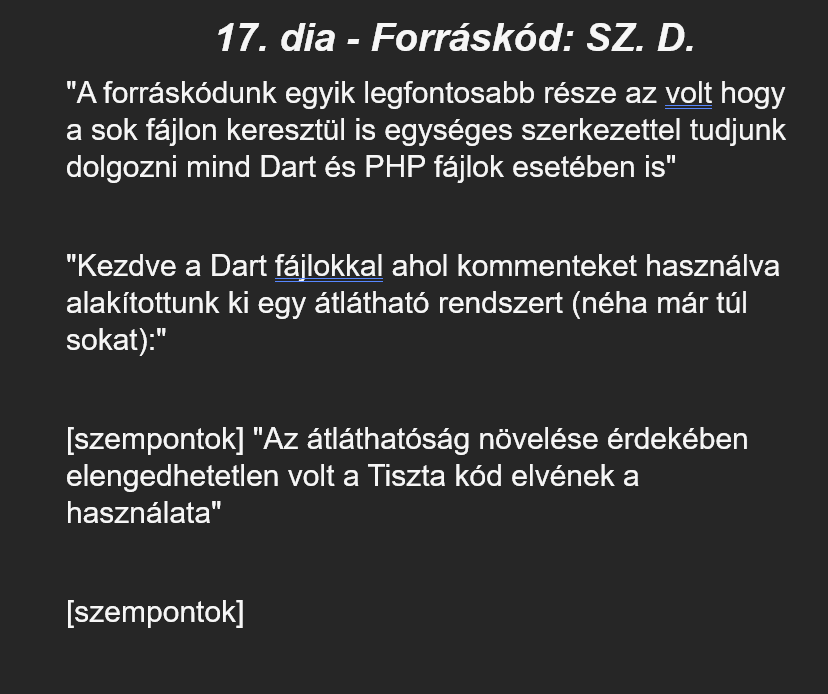 17. dia - Forráskód: SZ. D.
"A forráskódunk egyik legfontosabb része az volt hogy
a sok fájlon keresztül is egységes szerkezettel tudjunk
dolgozni mind Dart és PHP fájlok esetében is"
"Kezdve a Dart fájlokkal ahol kommenteket használva
alakítottunk ki egy átlátható rendszert (néha már túl
sokat):"
[szempontok] "Az átláthatóság növelése érdekében
elengedhetetlen volt a Tiszta kód elvének a
használata"
[szempontok]